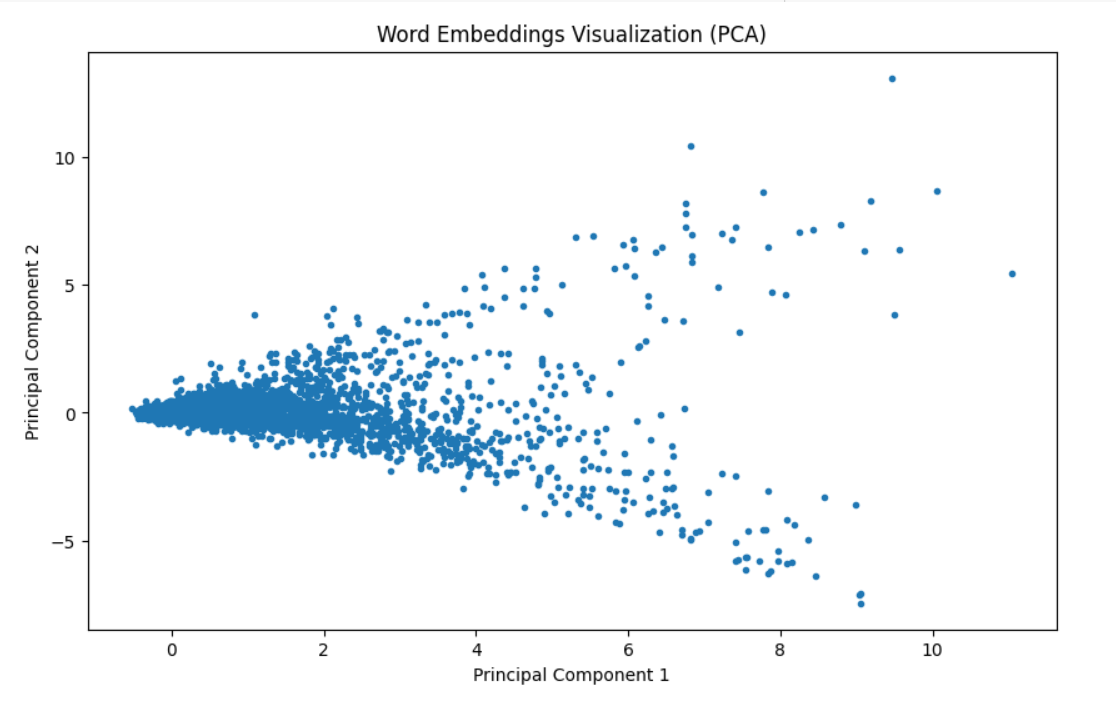 Word Embeddings Visualization (PCA)
10
5
0
−5
Principal Component 2
0 2 4 6 8 10
Principal Component 1